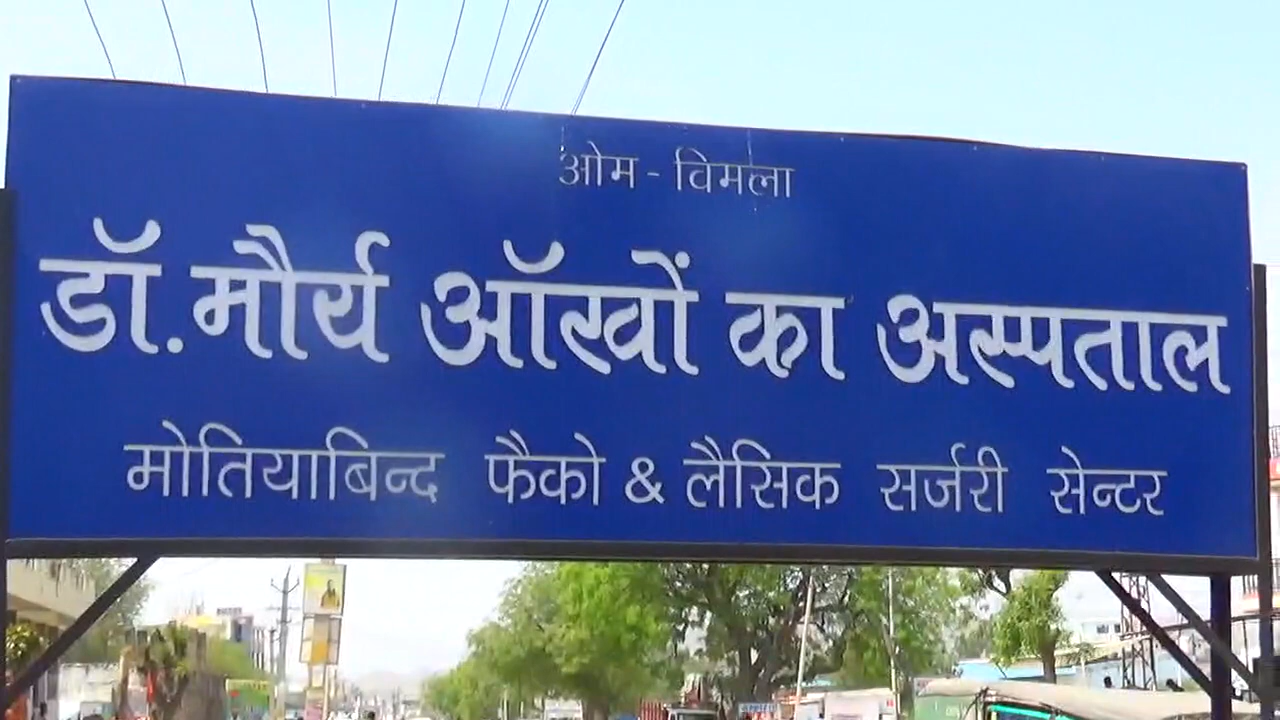 ओम - विमला
डॉ. मौर्य ऑखों का अस्पताल
मोतियाबिन्द फैको & लैसिक सर्जरी सेन्टर